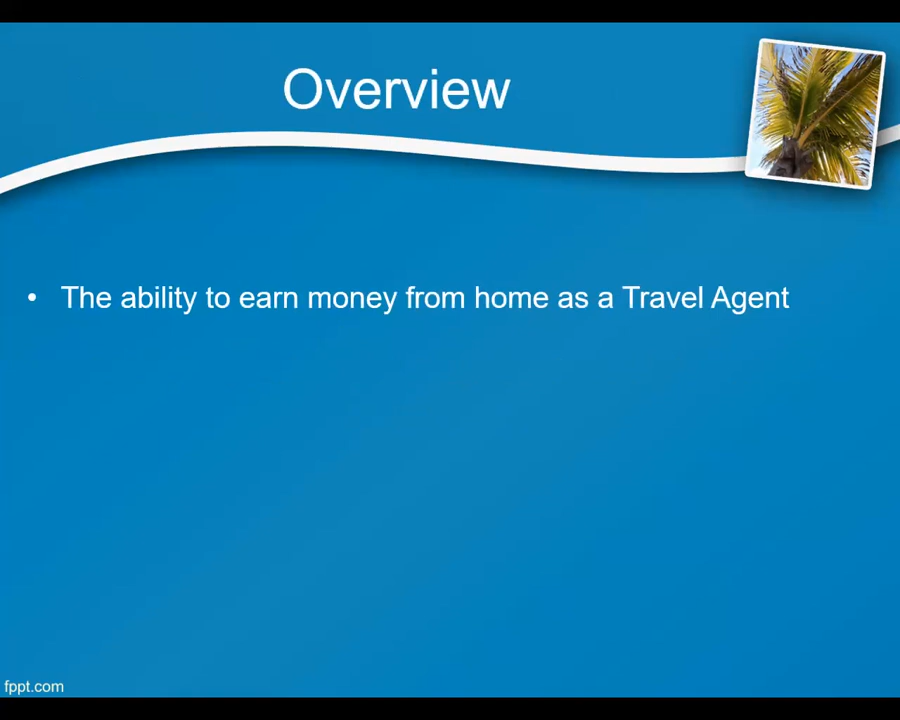 Overview
• The ability to earn money from home as a Travel Agent
fppt.com